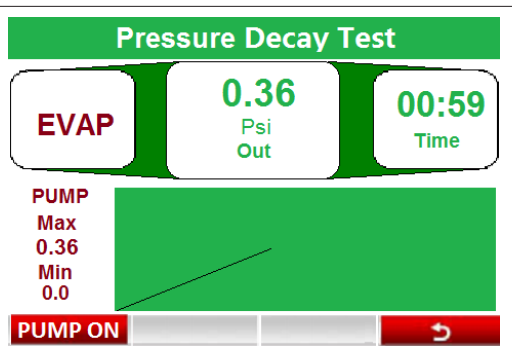 Pressure Decay Test
EVAP
0.36
Psi
Out
00:59
Time
PUMP
Max
0.36
Min
0.0
PUMP ON